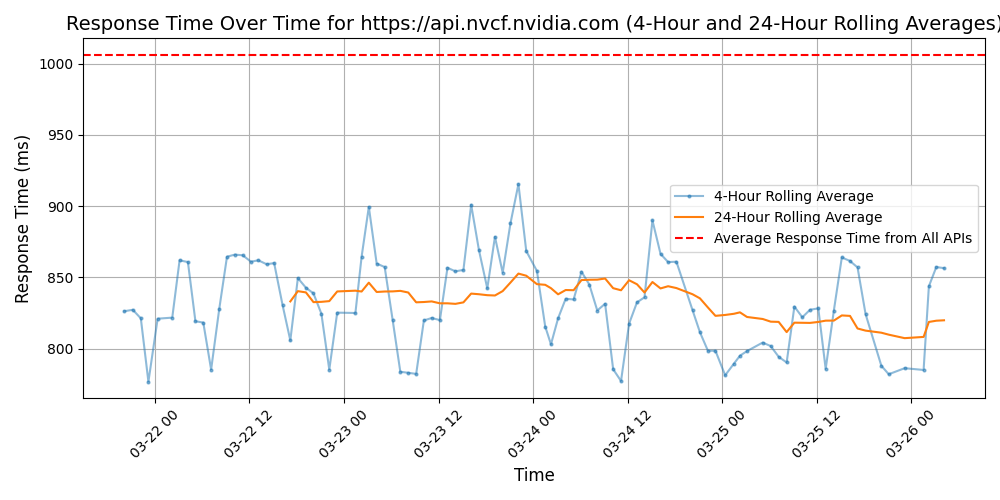 Response Time Over Time for https://api.nvcf.nvidia.com (4-Hour and 24-Hour Rolling Averages)
1000
950
900
850
800
Response Time (ms)
4-Hour Rolling Average
24-Hour Rolling Average
Average Response Time from All APIs
03-22 00
03-22 12
03-23 00
03-23 12
03-24 00
03-24 12
03-25 00
03-25 12
03-26 00
Time